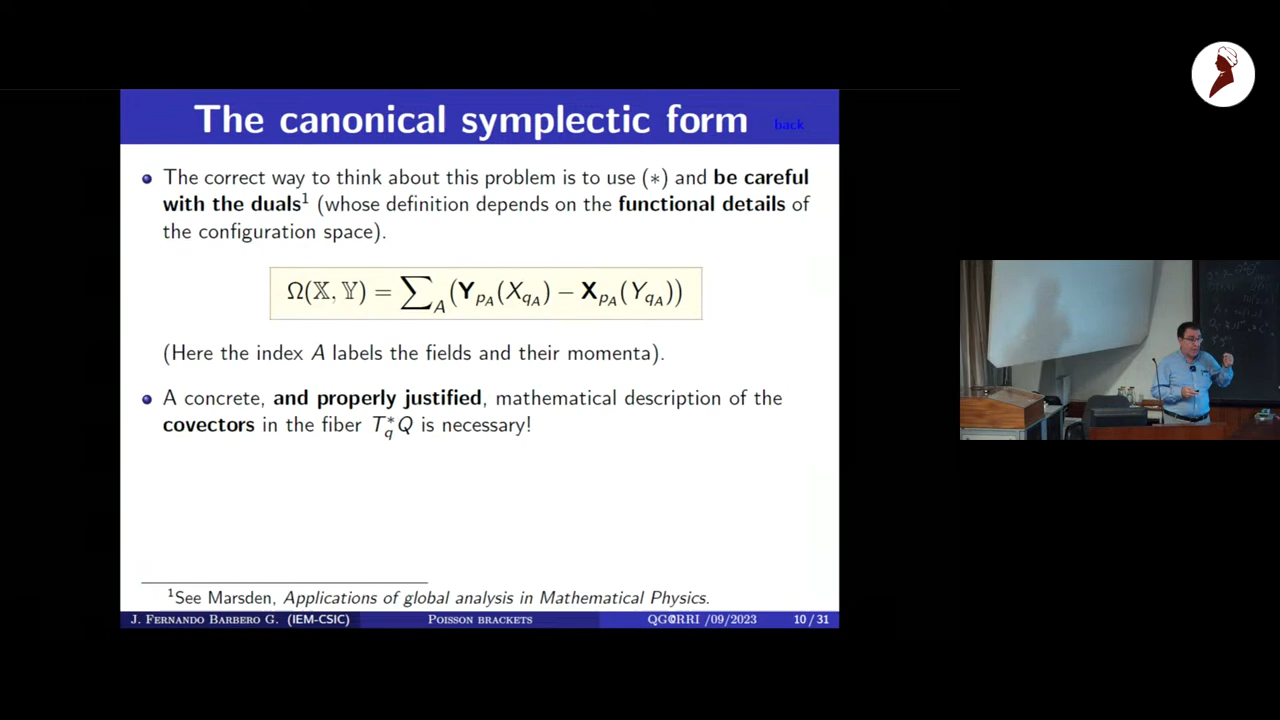 The canonical symplectic form
back
The correct way to think about this problem is to use (∗) and be careful
with the duals¹ (whose definition depends on the functional details of
the configuration space).
Ω(𝕏, 𝕐) = ∑_A (𝐘_{p_A}(X_{q_A}) − 𝐗_{p_A}(Y_{q_A}))
(Here the index A labels the fields and their momenta).
A concrete, and properly justified, mathematical description of the
covectors in the fiber T*_q Q is necessary!
¹See Marsden, Applications of global analysis in Mathematical Physics.
J. Fernando Barbero G. (IEM-CSIC) Poisson brackets QG@RRI /09/2023 10 / 31